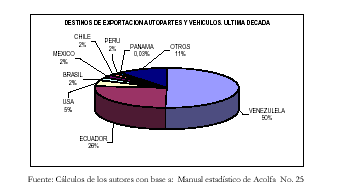 DESTINOS DE EXPORTACION AUTOPARTES Y VEHICULOS. ULTIMA DECADA
CHILE
2%
PERU
2%
PANAMA
0,03%
OTROS
11%
MEXICO
2%
BRASIL
2%
USA
5%
VENEZULELA
50%
ECUADOR
26%
Fuente: Cálculos de los autores con base a: Manual estadístico de Acolfa No. 25